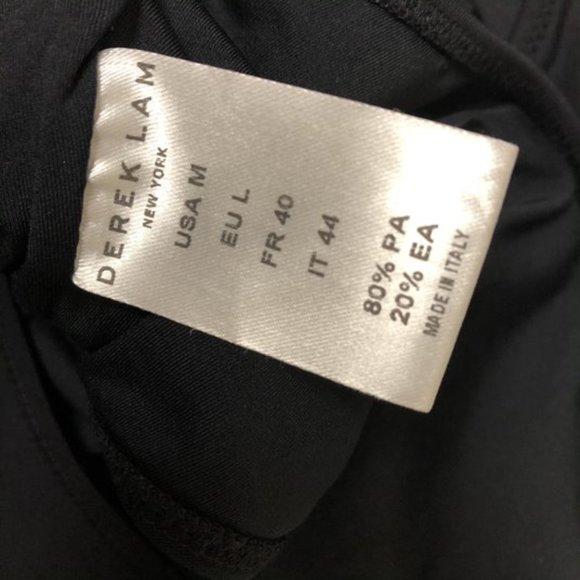 DEREK LAM
NEW YORK
USA M
EU L
FR 40
IT 44
80% PA
20% EA
MADE IN ITALY